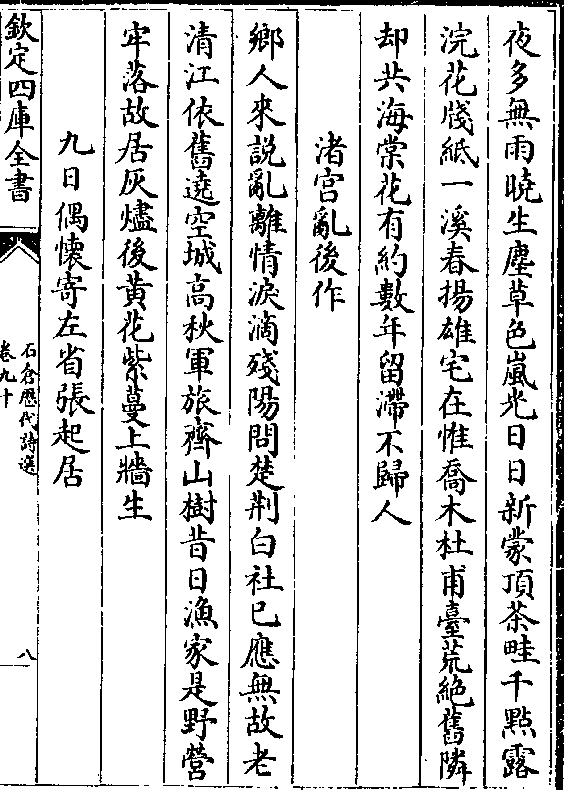 夜多無雨曉生塵草色嵐光日日新蒙頂茶畦千點露
浣花牋紙一溪春揚雄宅在惟喬木杜甫臺荒絶舊隣
却共海棠花有約數年留滯不歸人
渚宫亂後作
鄉人來說亂離情淚滴殘陽問楚荆白社已應無故老
清江依舊遶空城高秋軍旅齊山樹昔日漁家是野營
牢落故居灰燼後黄花紫蔓上牆生
九日偶懷寄左省張起居
欽定四庫全書
石倉歷代詩選
卷九十
八